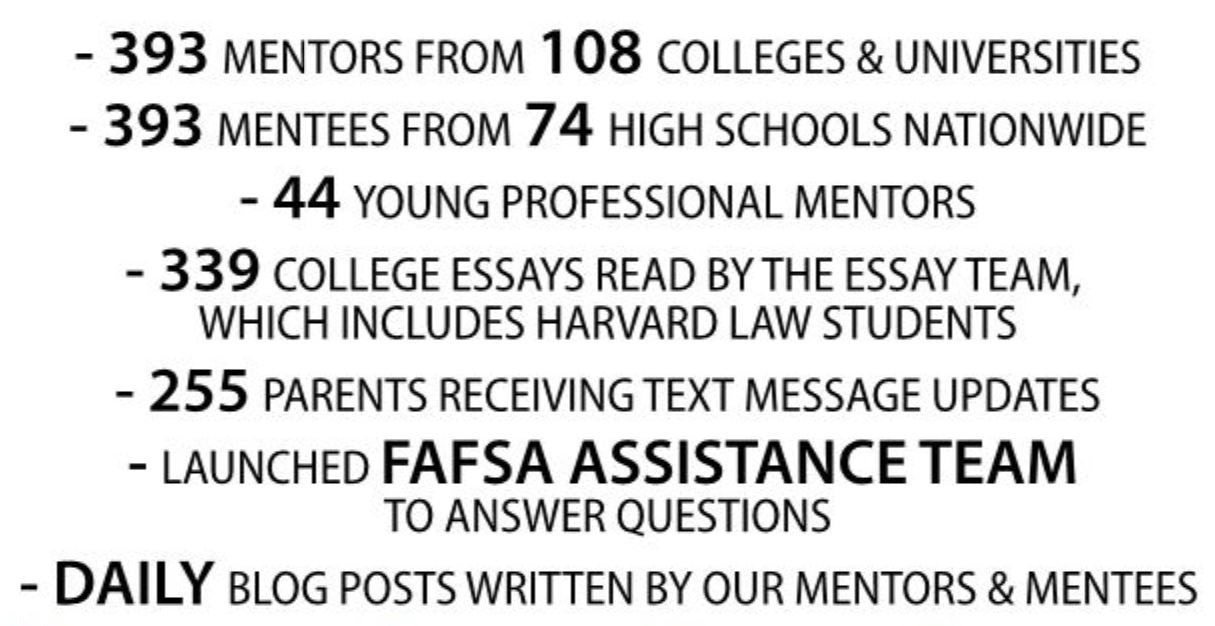 - 393 MENTORS FROM 108 COLLEGES & UNIVERSITIES
- 393 MENTEES FROM 74 HIGH SCHOOLS NATIONWIDE
- 44 YOUNG PROFESSIONAL MENTORS
- 339 COLLEGE ESSAYS READ BY THE ESSAY TEAM,
WHICH INCLUDES HARVARD LAW STUDENTS
- 255 PARENTS RECEIVING TEXT MESSAGE UPDATES
- LAUNCHED FAFSA ASSISTANCE TEAM
TO ANSWER QUESTIONS
- DAILY BLOG POSTS WRITTEN BY OUR MENTORS & MENTEES